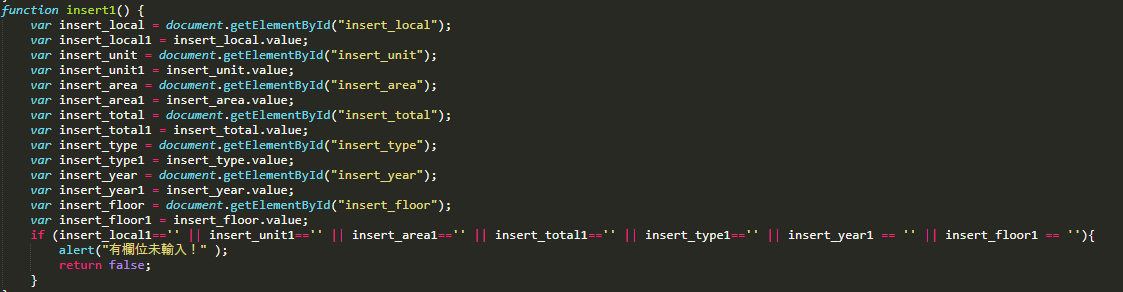 function insert1() {
var insert_local = document.getElementById("insert_local");
var insert_local1 = insert_local.value;
var insert_unit = document.getElementById("insert_unit");
var insert_unit1 = insert_unit.value;
var insert_area = document.getElementById("insert_area");
var insert_area1 = insert_area.value;
var insert_total = document.getElementById("insert_total");
var insert_total1 = insert_total.value;
var insert_type = document.getElementById("insert_type");
var insert_type1 = insert_type.value;
var insert_year = document.getElementById("insert_year");
var insert_year1 = insert_year.value;
var insert_floor = document.getElementById("insert_floor");
var insert_floor1 = insert_floor.value;
if (insert_local1=='' || insert_unit1=='' || insert_area1=='' || insert_total1=='' || insert_type1=='' || insert_year1 == '' || insert_floor1 == ''){
alert("有欄位未輸入！" );
return false;
}